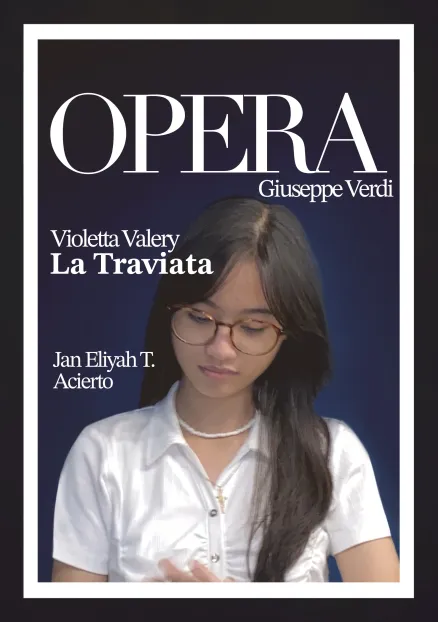 OPERA
Giuseppe Verdi
Violetta Valery
La Traviata
Jan Eliyah T.
Acierto